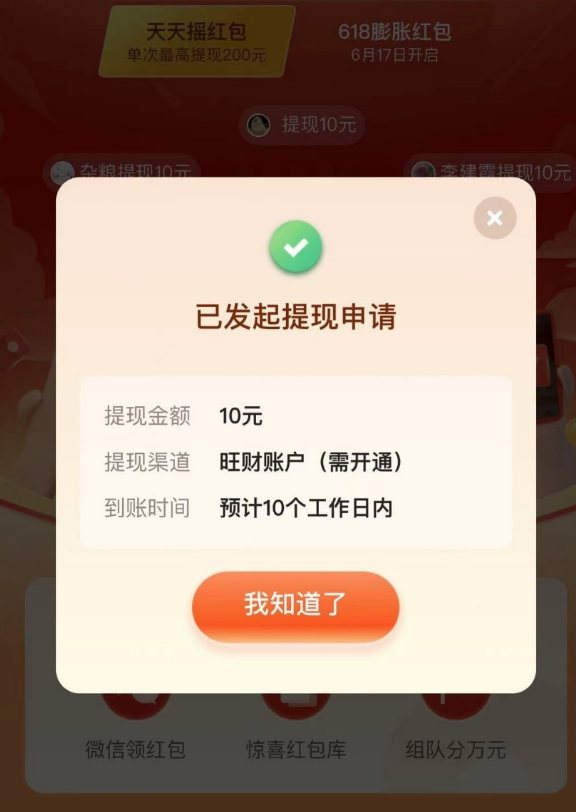 天天摇红包
单次最高提现200元
618膨胀红包
6月17日开启
提现10元
杂粮提现10元
李建霞提现10元
已发起提现申请
提现金额 10元
提现渠道 旺财账户（需开通）
到账时间 预计10个工作日内
我知道了
微信领红包
惊喜红包库
组队分万元